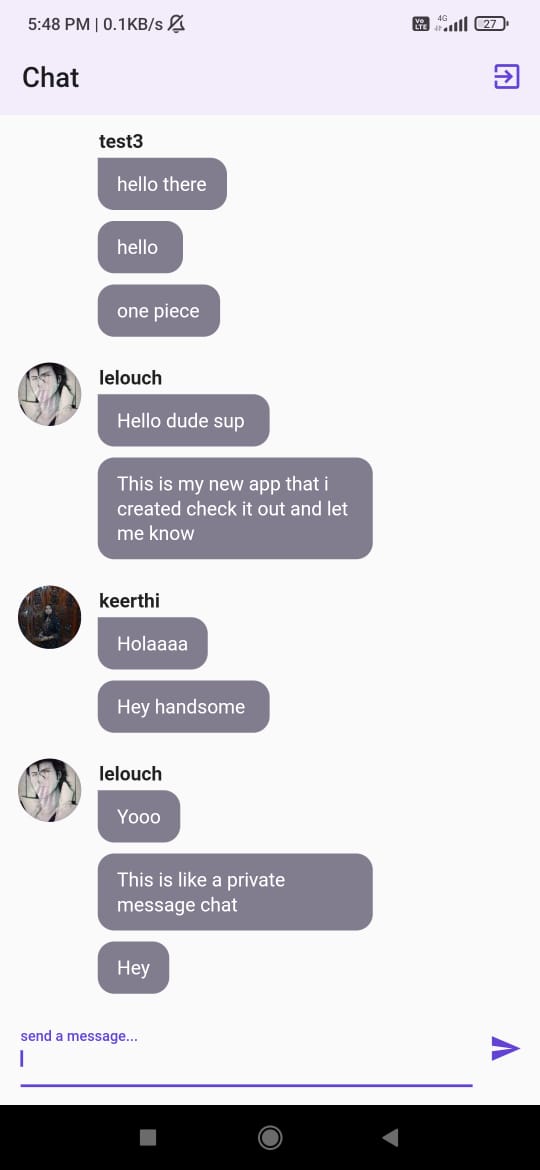 5:48 PM | 0.1KB/s
Vo LTE
4G
27
Chat
test3
hello there
hello
one piece
lelouch
Hello dude sup
This is my new app that i
created check it out and let
me know
keerthi
Holaaaa
Hey handsome
lelouch
Yooo
This is like a private
message chat
Hey
send a message...